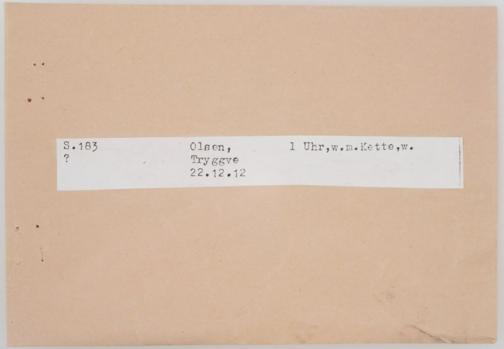 S.183 Olsen, 1 Uhr,w.m.Kette,w.
? Tryggve
22.12.12